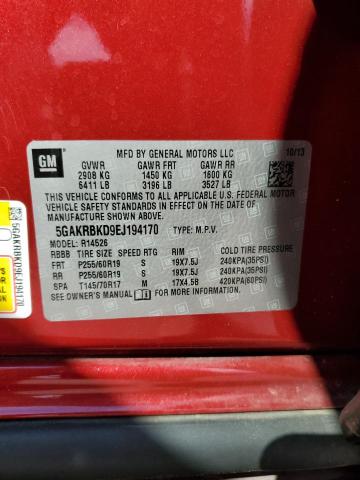 GM
MFD BY GENERAL MOTORS LLC 10/13
GVWR GAWR FRT GAWR RR
2908 KG 1450 KG 1600 KG
6411 LB 3196 LB 3527 LB
THIS VEHICLE CONFORMS TO ALL APPLICABLE U.S. FEDERAL MOTOR
VEHICLE SAFETY STANDARDS IN EFFECT ON THE DATE OF
MANUFACTURE SHOWN ABOVE.
5GAKRBKD9EJ194170 TYPE: M.P.V.
MODEL: R14526
RBBB TIRE SIZE SPEED RTG RIM COLD TIRE PRESSURE
FRT P255/60R19 S 19X7.5J 240KPA(35PSI)
RR P255/60R19 S 19X7.5J 240KPA(35PSI)
SPA T145/70R17 M 17X4.5B 420KPA(60PSI)
SEE OWNER'S MANUAL FOR ADDITIONAL INFORMATION.
5GAKRBKD9EJ194170